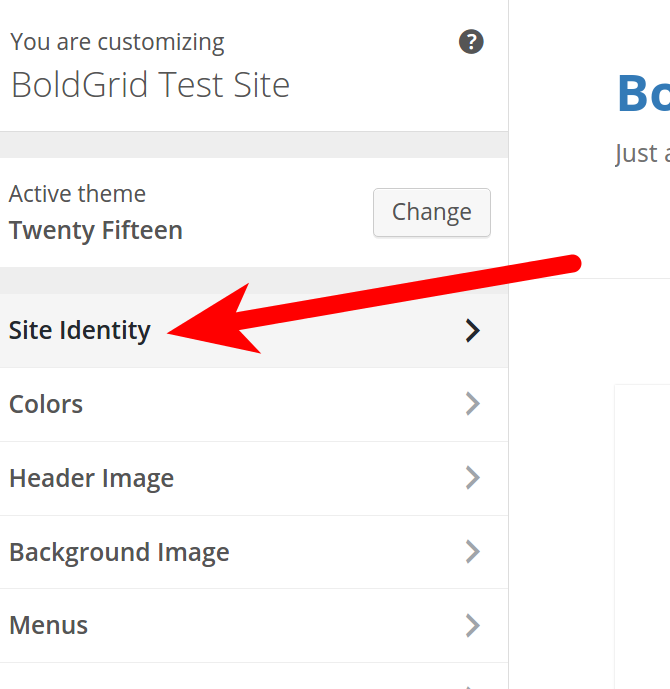 You are customizing
?
BoldGrid Test Site
Bo
Just a
Active theme
Twenty Fifteen
Change
Site Identity
Colors
Header Image
Background Image
Menus